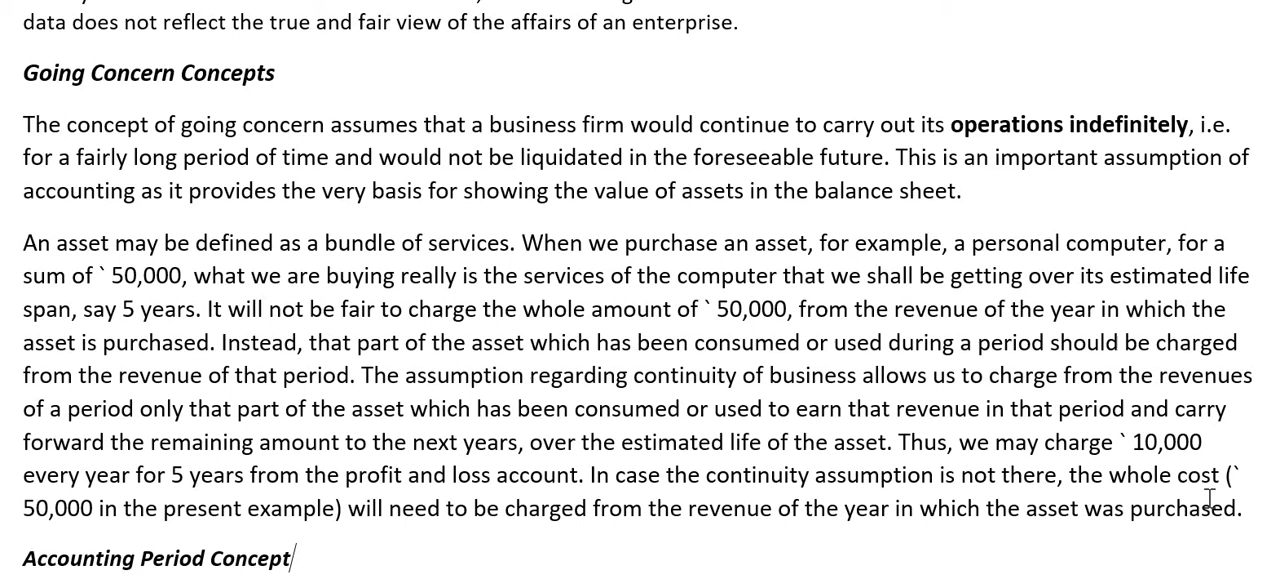 data does not reflect the true and fair view of the affairs of an enterprise.
Going Concern Concepts
The concept of going concern assumes that a business firm would continue to carry out its operations indefinitely, i.e.
for a fairly long period of time and would not be liquidated in the foreseeable future. This is an important assumption of
accounting as it provides the very basis for showing the value of assets in the balance sheet.
An asset may be defined as a bundle of services. When we purchase an asset, for example, a personal computer, for a
sum of ` 50,000, what we are buying really is the services of the computer that we shall be getting over its estimated life
span, say 5 years. It will not be fair to charge the whole amount of ` 50,000, from the revenue of the year in which the
asset is purchased. Instead, that part of the asset which has been consumed or used during a period should be charged
from the revenue of that period. The assumption regarding continuity of business allows us to charge from the revenues
of a period only that part of the asset which has been consumed or used to earn that revenue in that period and carry
forward the remaining amount to the next years, over the estimated life of the asset. Thus, we may charge ` 10,000
every year for 5 years from the profit and loss account. In case the continuity assumption is not there, the whole cost (`
50,000 in the present example) will need to be charged from the revenue of the year in which the asset was purchased.
Accounting Period Concept